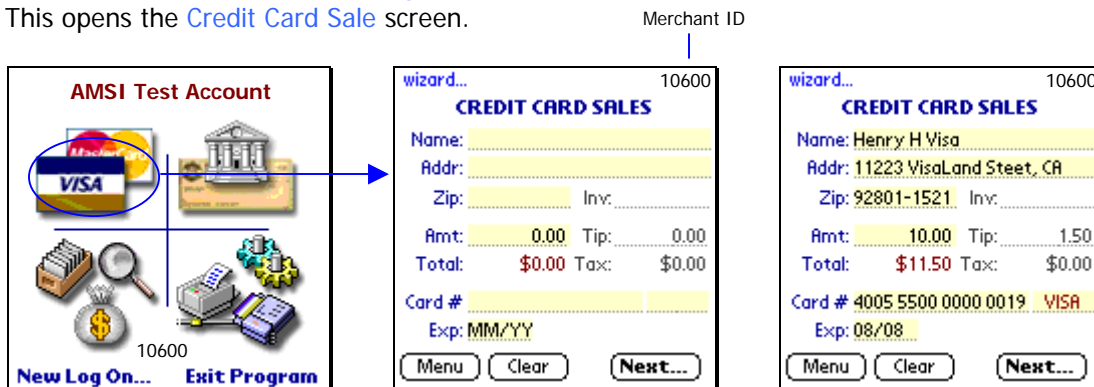 This opens the Credit Card Sale screen.
Merchant ID
AMSI Test Account
MasterCard
VISA
10600
New Log On... Exit Program
wizard... 10600
CREDIT CARD SALES
Name:
Addr:
Zip: Inv:
Amt: 0.00 Tip: 0.00
Total: $0.00 Tax: $0.00
Card #
Exp: MM/YY
Menu Clear Next...
wizard... 10600
CREDIT CARD SALES
Name: Henry H Visa
Addr: 11223 VisaLand Steet, CA
Zip: 92801-1521 Inv:
Amt: 10.00 Tip: 1.50
Total: $11.50 Tax: $0.00
Card # 4005 5500 0000 0019 VISA
Exp: 08/08
Menu Clear Next...